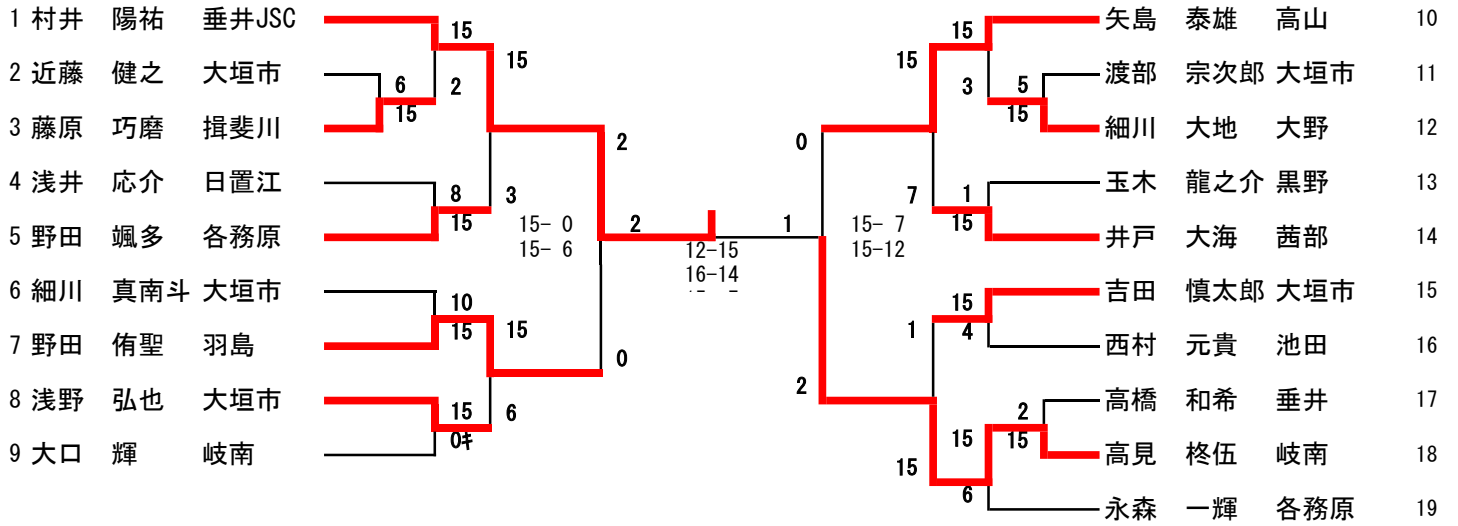 1 村井 陽祐 垂井JSC
2 近藤 健之 大垣市
3 藤原 巧磨 揖斐川
4 浅井 応介 日置江
5 野田 颯多 各務原
6 細川 真南斗 大垣市
7 野田 侑聖 羽島
8 浅野 弘也 大垣市
9 大口 輝 岐南
15
6
15
2
15
8
15
3
10
15
15
15
0キ
6
2
0
15- 0
15- 6
2
12-15
16-14
1
15- 7
15-12
0
2
15
15
3
5
15
7
1
15
1
15
4
15
15
6
2
15
矢島 泰雄 高山 10
渡部 宗次郎 大垣市 11
細川 大地 大野 12
玉木 龍之介 黒野 13
井戸 大海 茜部 14
吉田 慎太郎 大垣市 15
西村 元貴 池田 16
高橋 和希 垂井 17
高見 柊伍 岐南 18
永森 一輝 各務原 19